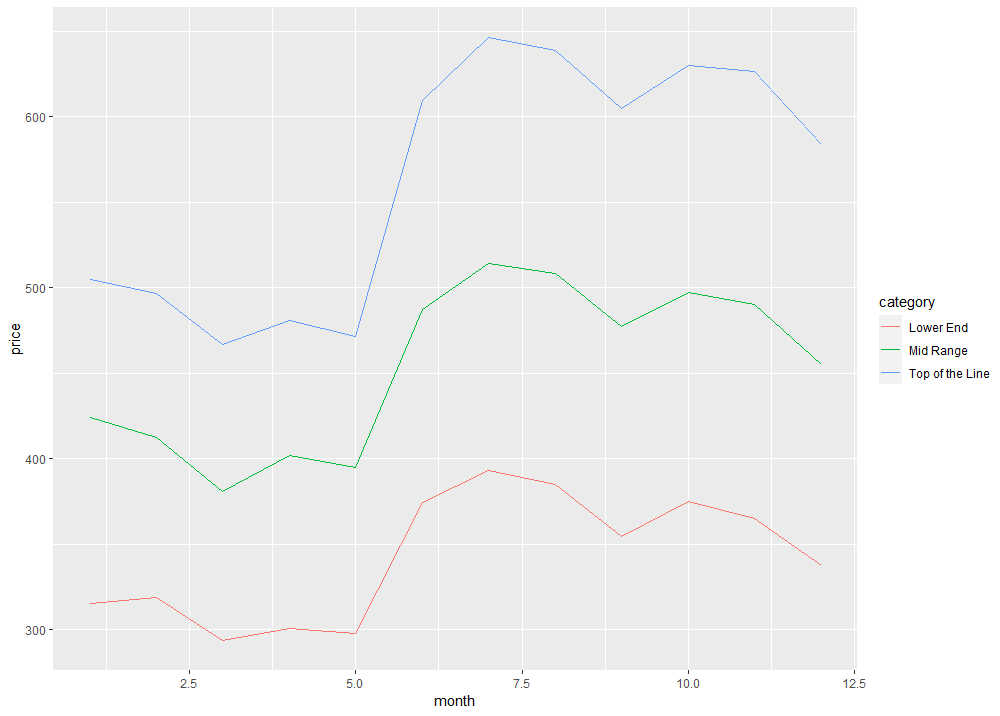 600
500
400
300
price
2.5
5.0
7.5
10.0
12.5
month
category
Lower End
Mid Range
Top of the Line